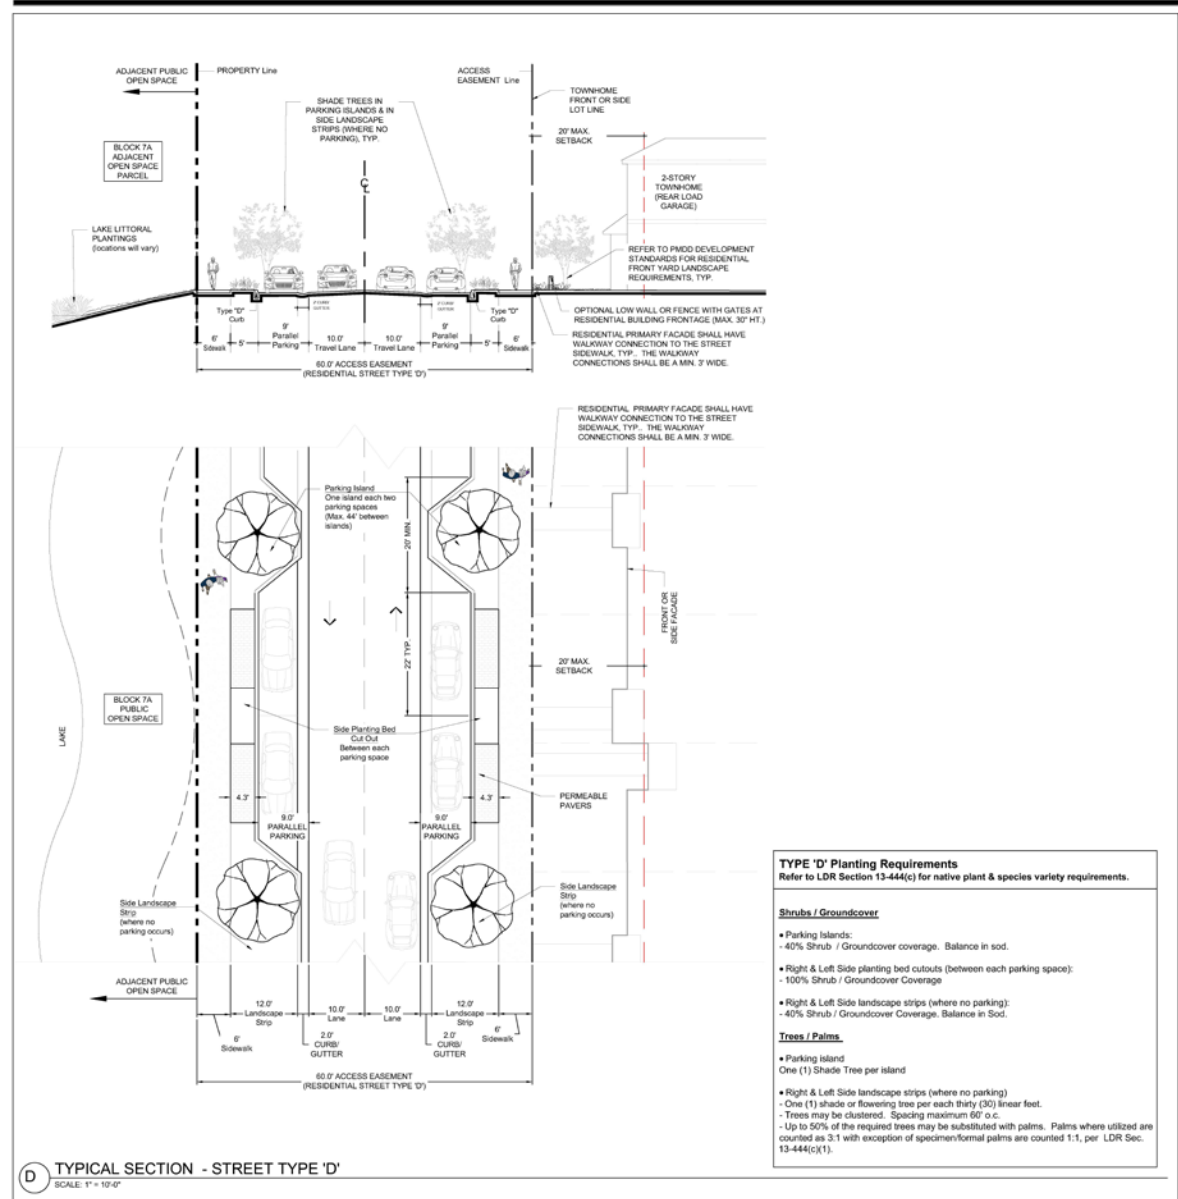 ADJACENT PUBLIC
OPEN SPACE
PROPERTY Line
ACCESS
EASEMENT Line
TOWNHOME
FRONT OR SIDE
LOT LINE
SHADE TREES IN
PARKING ISLANDS & IN
SIDE LANDSCAPE
STRIPS (WHERE NO
PARKING), TYP.
20' MAX.
SETBACK
BLOCK 7A
ADJACENT
OPEN SPACE
PARCEL
2-STORY
TOWNHOME
(REAR LOAD
GARAGE)
LAKE LITTORAL
PLANTINGS
(locations will vary)
REFER TO PMDD DEVELOPMENT
STANDARDS FOR RESIDENTIAL
FRONT YARD LANDSCAPE
REQUIREMENTS, TYP.
Type "D"
Curb
2' CURB/
GUTTER
2' CURB/
GUTTER
Type "D"
Curb
OPTIONAL LOW WALL OR FENCE WITH GATES AT
RESIDENTIAL BUILDING FRONTAGE (MAX. 30" HT.)
RESIDENTIAL PRIMARY FACADE SHALL HAVE
WALKWAY CONNECTION TO THE STREET
SIDEWALK, TYP.. THE WALKWAY
CONNECTIONS SHALL BE A MIN. 3' WIDE.
6'
Sidewalk
5'
9'
Parallel
Parking
10.0'
Travel Lane
10.0'
Travel Lane
9'
Parallel
Parking
5'
6'
Sidewalk
60.0' ACCESS EASEMENT
(RESIDENTIAL STREET TYPE 'D')
RESIDENTIAL PRIMARY FACADE SHALL HAVE
WALKWAY CONNECTION TO THE STREET
SIDEWALK, TYP.. THE WALKWAY
CONNECTIONS SHALL BE A MIN. 3' WIDE.
Parking Island
One island each two
parking spaces
(Max. 44' between
islands)
20' MIN.
22' TYP.
FRONT OR
SIDE FACADE
20' MAX.
SETBACK
BLOCK 7A
PUBLIC
OPEN SPACE
LAKE
Side Planting Bed
Cut Out
Between each
parking space
4.3'
4.3'
PERMEABLE
PAVERS
9.0'
PARALLEL
PARKING
9.0'
PARALLEL
PARKING
Side Landscape
Strip
(where no
parking occurs)
Side Landscape
Strip
(where no
parking occurs)
ADJACENT PUBLIC
OPEN SPACE
6'
Sidewalk
12.0'
Landscape
Strip
2.0'
CURB/
GUTTER
10.0'
Lane
10.0'
Lane
2.0'
CURB/
GUTTER
12.0'
Landscape
Strip
6'
Sidewalk
60.0' ACCESS EASEMENT
(RESIDENTIAL STREET TYPE 'D')
TYPE 'D' Planting Requirements
Refer to LDR Section 13-444(c) for native plant & species variety requirements.
Shrubs / Groundcover
• Parking Islands:
- 40% Shrub / Groundcover coverage. Balance in sod.
• Right & Left Side planting bed cutouts (between each parking space):
- 100% Shrub / Groundcover Coverage
• Right & Left Side landscape strips (where no parking):
- 40% Shrub / Groundcover Coverage. Balance in Sod.
Trees / Palms
• Parking island
One (1) Shade Tree per island
• Right & Left Side landscape strips (where no parking)
- One (1) shade or flowering tree per each thirty (30) linear feet.
- Trees may be clustered. Spacing maximum 60' o.c.
- Up to 50% of the required trees may be substituted with palms. Palms where utilized are
counted as 3:1 with exception of specimen/formal palms are counted 1:1, per LDR Sec.
13-444(c)(1).
D
TYPICAL SECTION - STREET TYPE 'D'
SCALE: 1" = 10'-0"